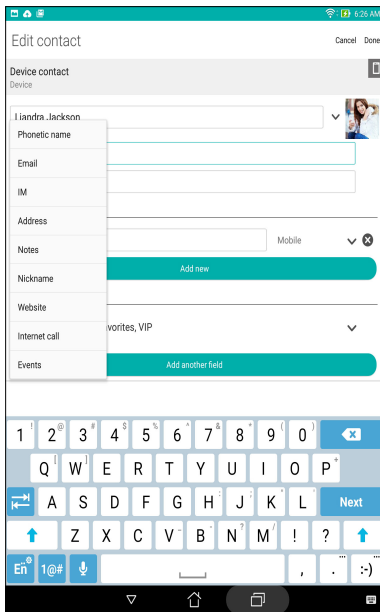 6:26 AM
Edit contact
Cancel Done
Device contact
Device
Liandra Jackson
Phonetic name
Email
IM
Address
Notes
Nickname
Website
Internet call
Events
Mobile
Add new
vorites, VIP
Add another field
1 ! 2 @ 3 # 4 $ 5 % 6 ^ 7 & 8 * 9 ( 0 )
Q [ W ] E R T Y U I O P +
A S D F G H : J ; K ' L " Next
Z X C V - B N ? M / ! ?
En 1@# , . ... :-) ...